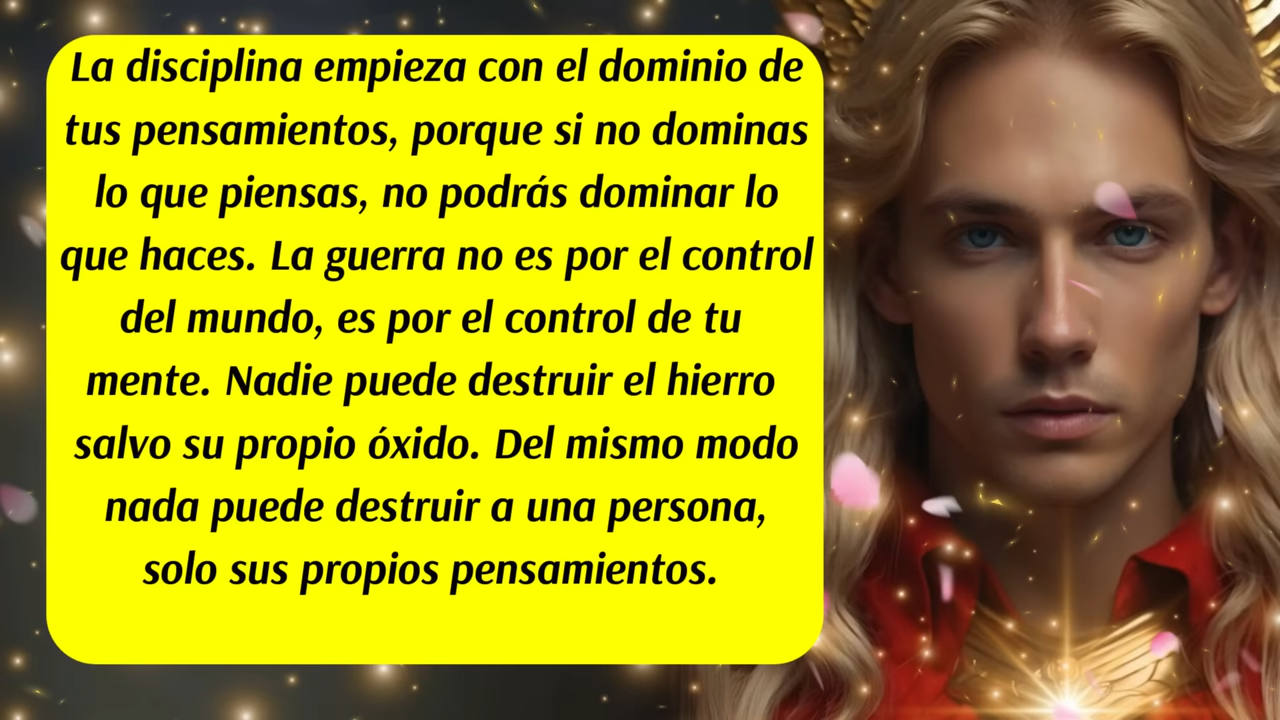 La disciplina empieza con el dominio de
tus pensamientos, porque si no dominas
lo que piensas, no podrás dominar lo
que haces. La guerra no es por el control
del mundo, es por el control de tu
mente. Nadie puede destruir el hierro
salvo su propio óxido. Del mismo modo
nada puede destruir a una persona,
solo sus propios pensamientos.